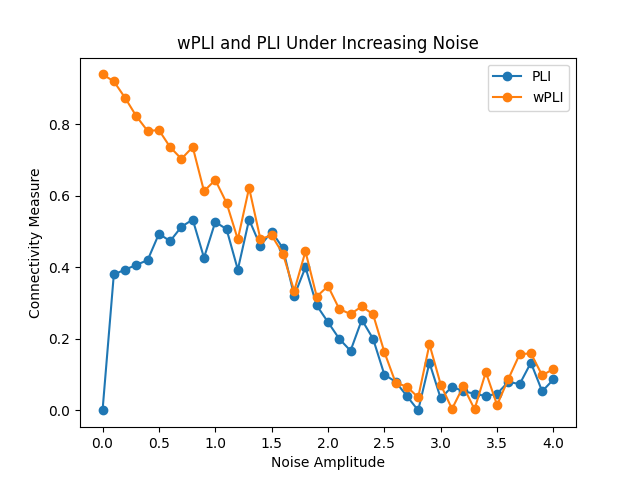 wPLI and PLI Under Increasing Noise
PLI
wPLI
Connectivity Measure
0.8
0.6
0.4
0.2
0.0
0.0 0.5 1.0 1.5 2.0 2.5 3.0 3.5 4.0
Noise Amplitude